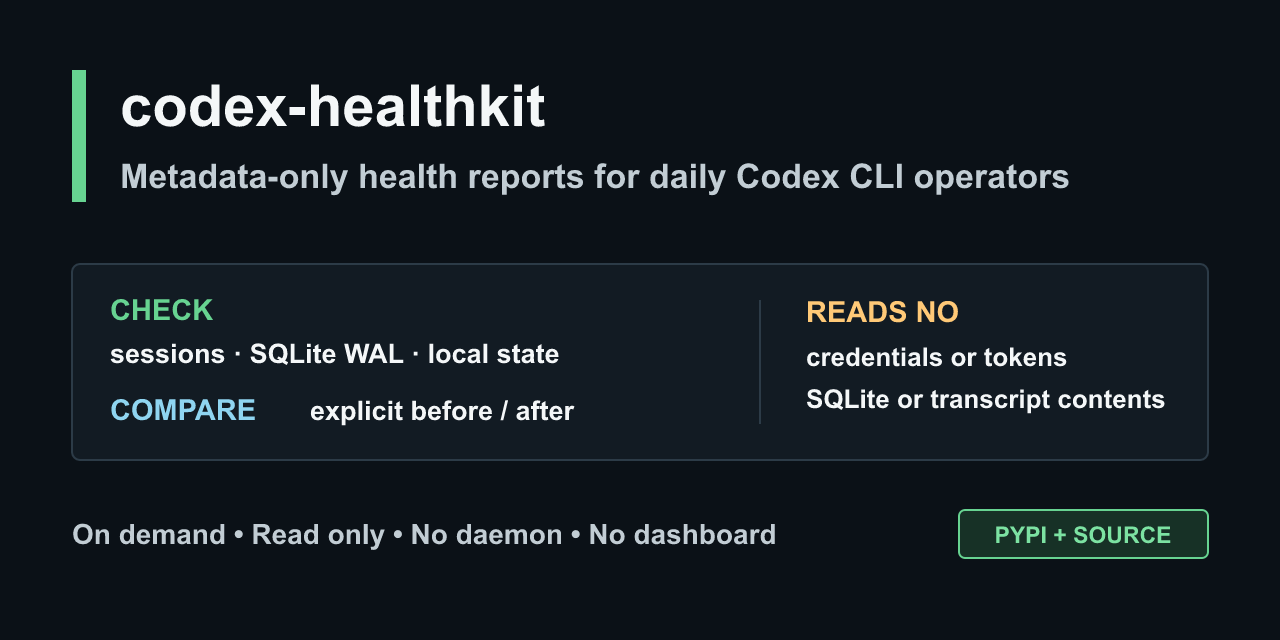 codex-healthkit
Metadata-only health reports for daily Codex CLI operators
CHECK
sessions · SQLite WAL · local state
COMPARE explicit before / after
READS NO
credentials or tokens
SQLite or transcript contents
On demand • Read only • No daemon • No dashboard
PYPI + SOURCE